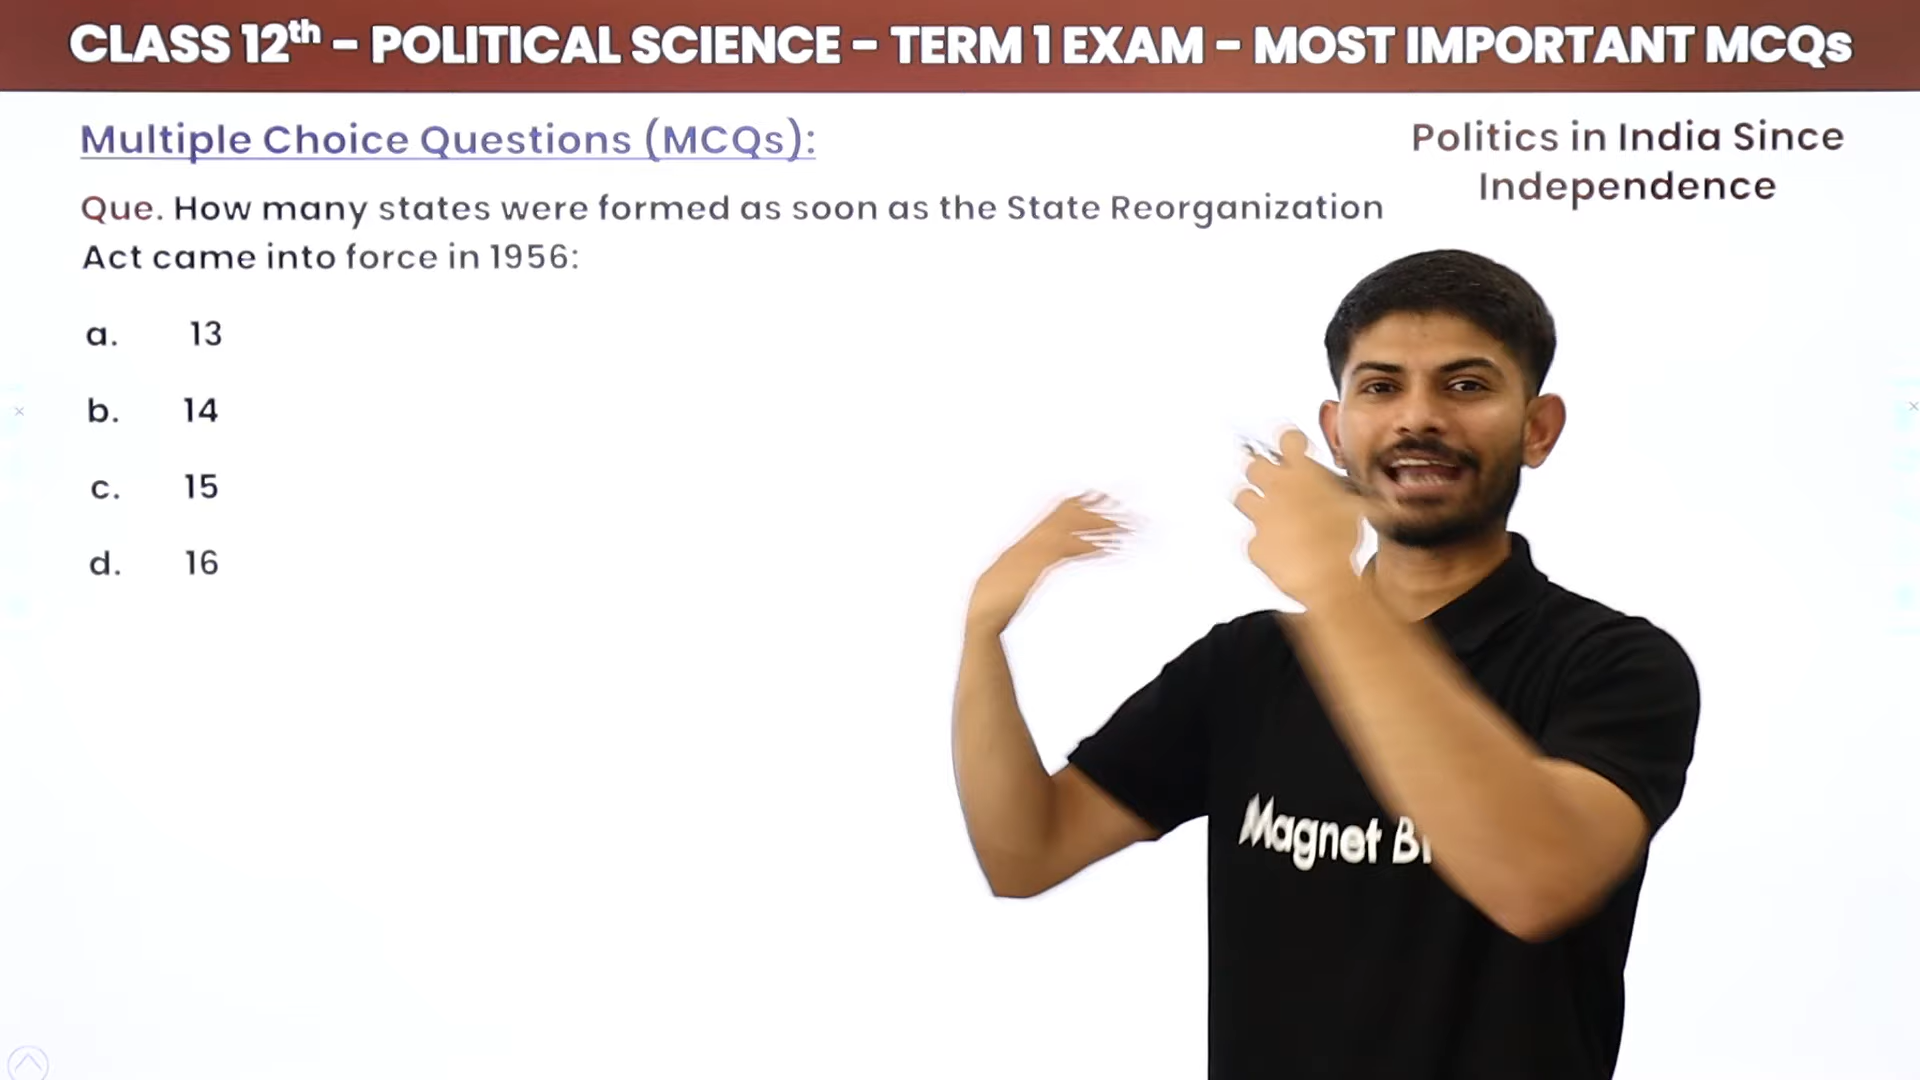 CLASS 12th – POLITICAL SCIENCE – TERM 1 EXAM – MOST IMPORTANT MCQs
Multiple Choice Questions (MCQs):
Politics in India Since
Independence
Que. How many states were formed as soon as the State Reorganization
Act came into force in 1956:
a. 13
b. 14
c. 15
d. 16
Magnet